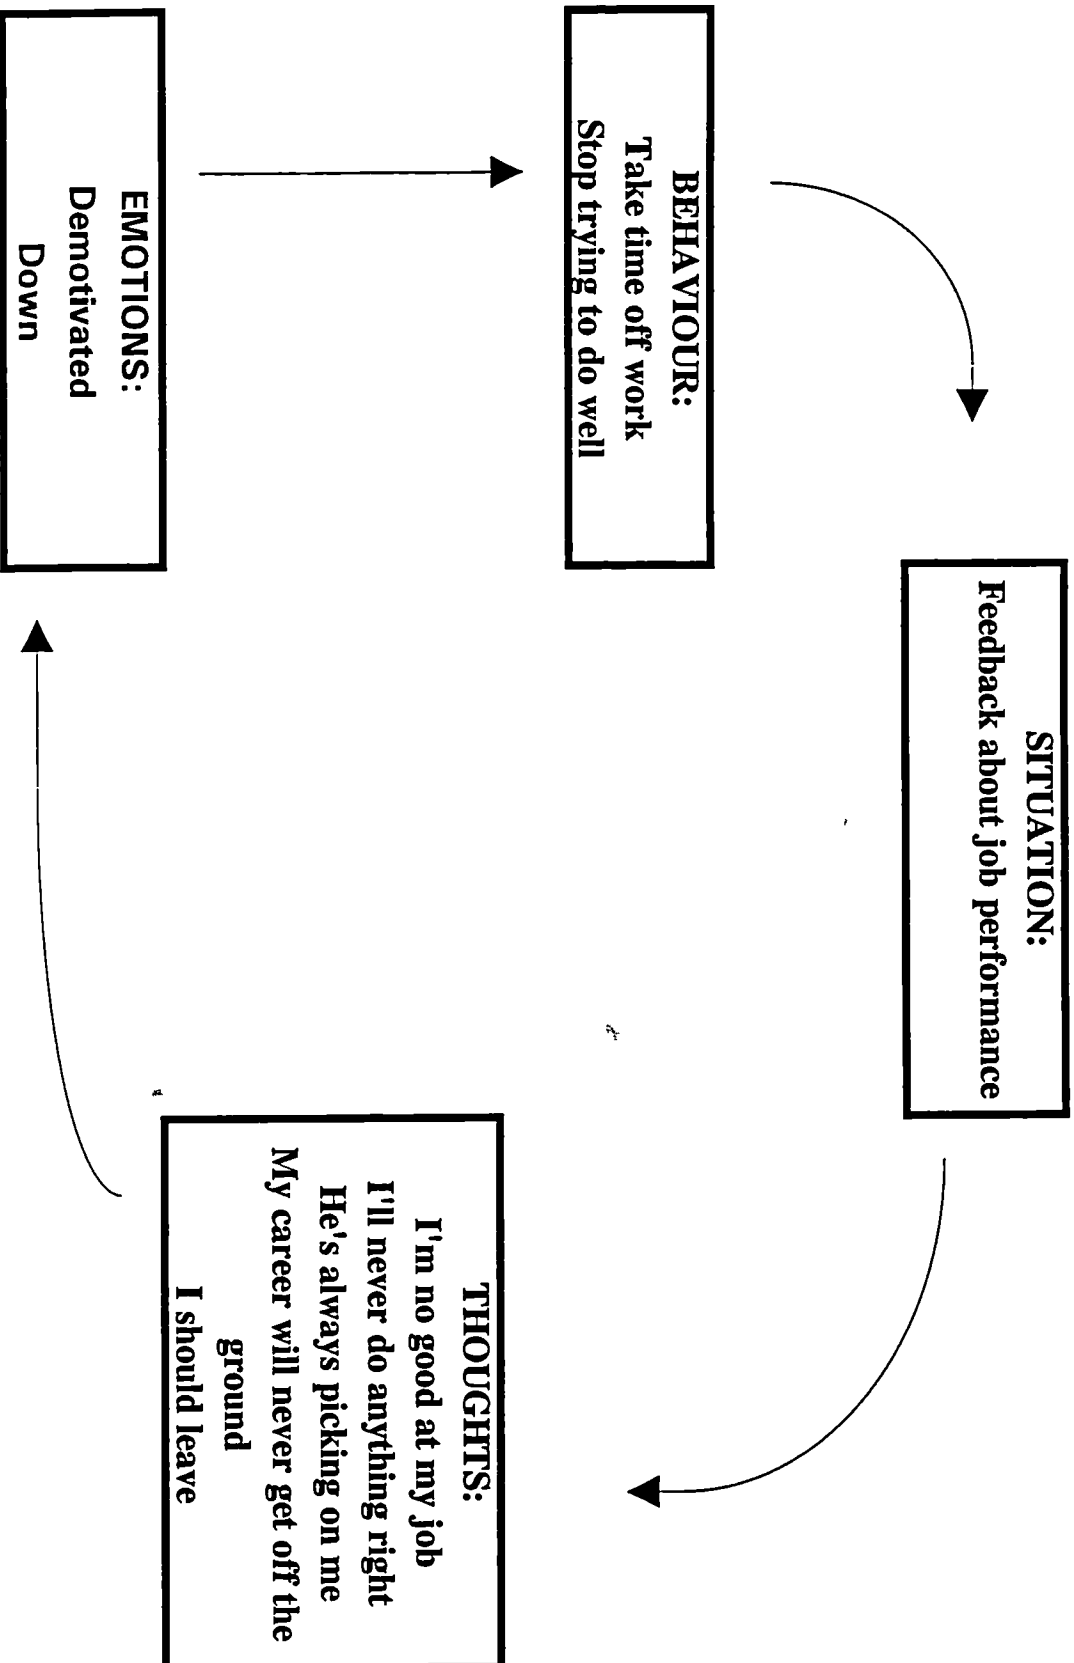 SITUATION:
Feedback about job performance
THOUGHTS:
I'm no good at my job
I'll never do anything right
He's always picking on me
My career will never get off the
ground
I should leave
EMOTIONS:
Demotivated
Down
BEHAVIOUR:
Take time off work
Stop trying to do well